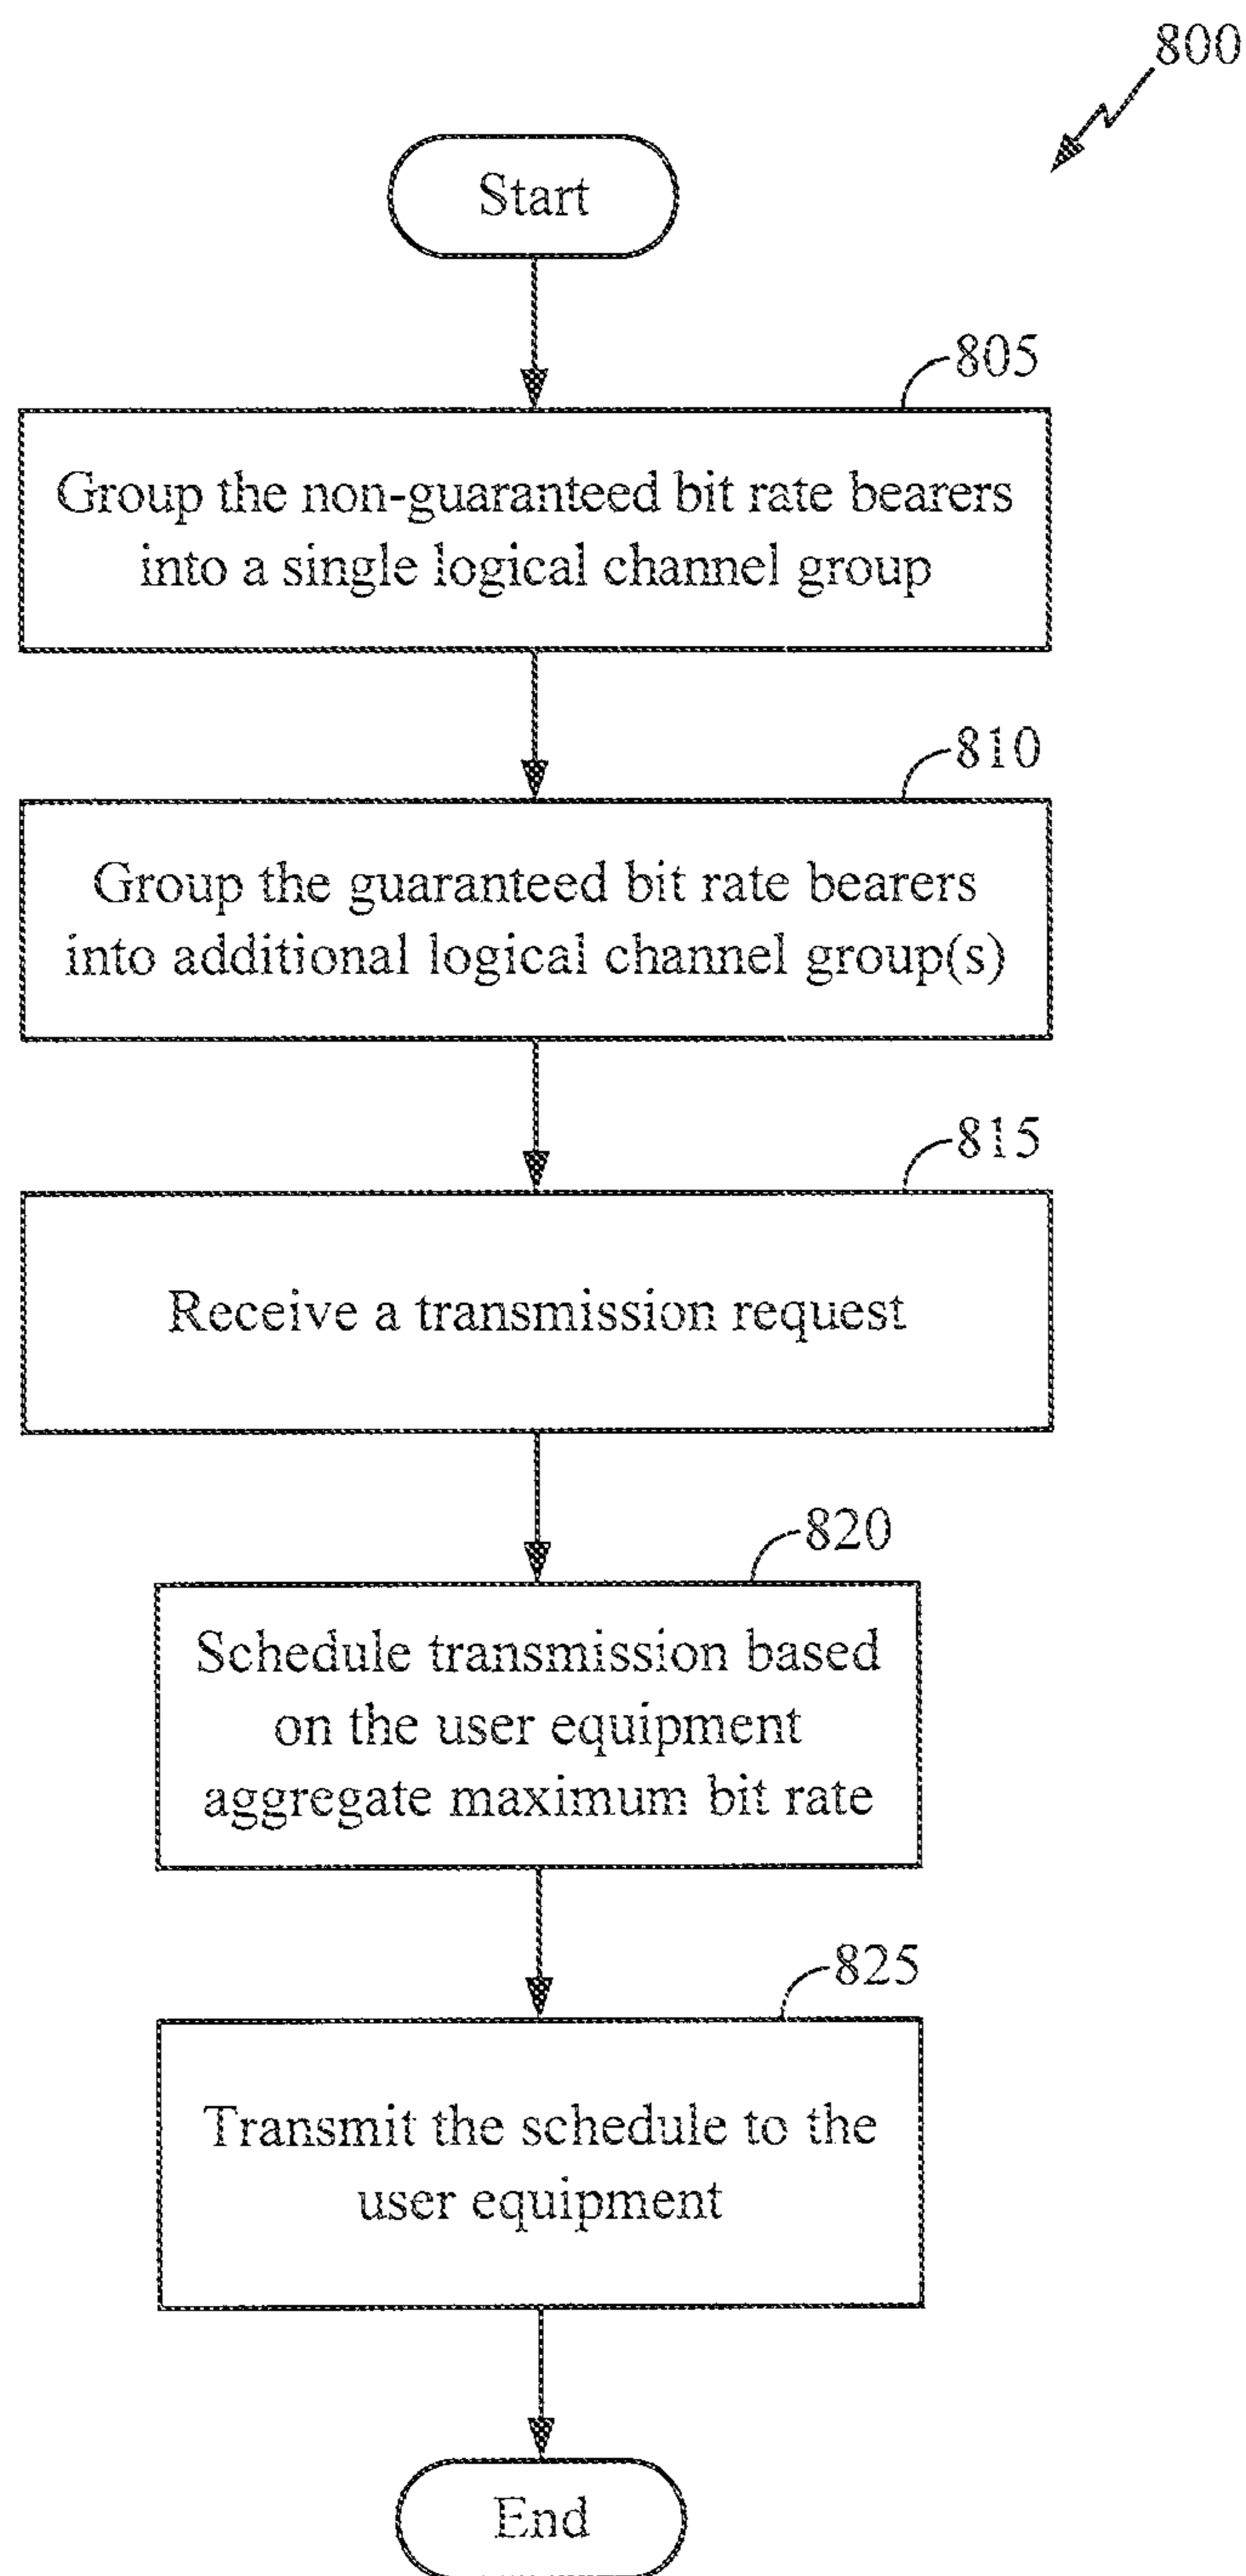 800
Start
805
Group the non-guaranteed bit rate bearers
into a single logical channel group
810
Group the guaranteed bit rate bearers
into additional logical channel group(s)
815
Receive a transmission request
820
Schedule transmission based
on the user equipment
aggregate maximum bit rate
825
Transmit the schedule to the
user equipment
End